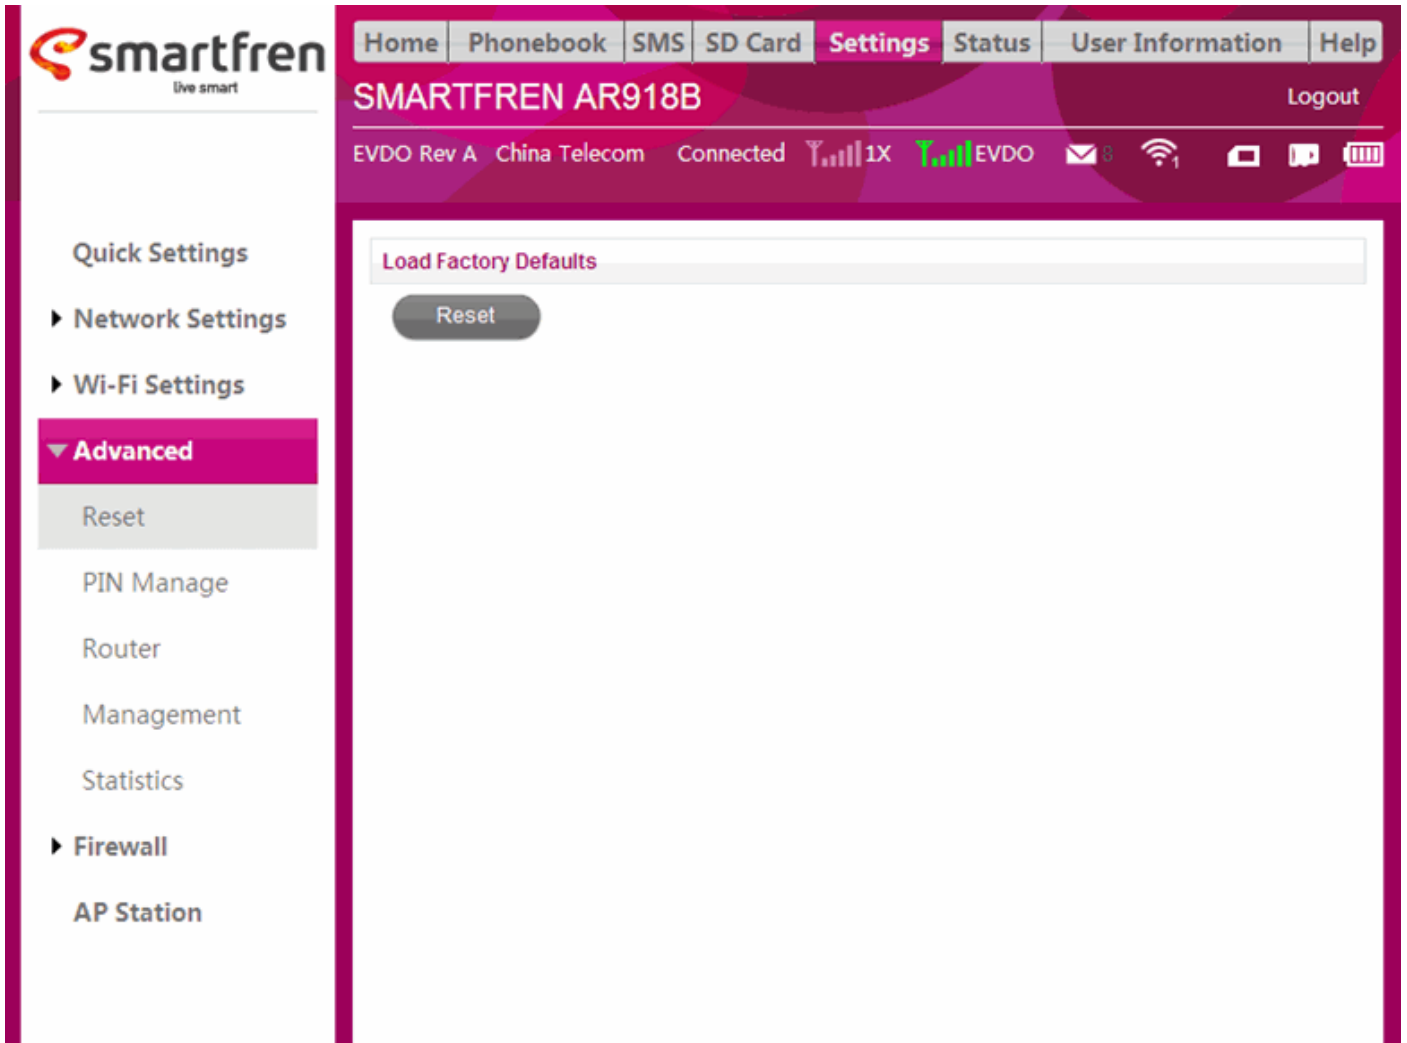 smartfren
live smart
Home Phonebook SMS SD Card Settings Status User Information Help
SMARTFREN AR918B
Logout
EVDO Rev A China Telecom Connected 1X EVDO 8 1
Quick Settings
Network Settings
Wi-Fi Settings
Advanced
Reset
PIN Manage
Router
Management
Statistics
Firewall
AP Station
Load Factory Defaults
Reset